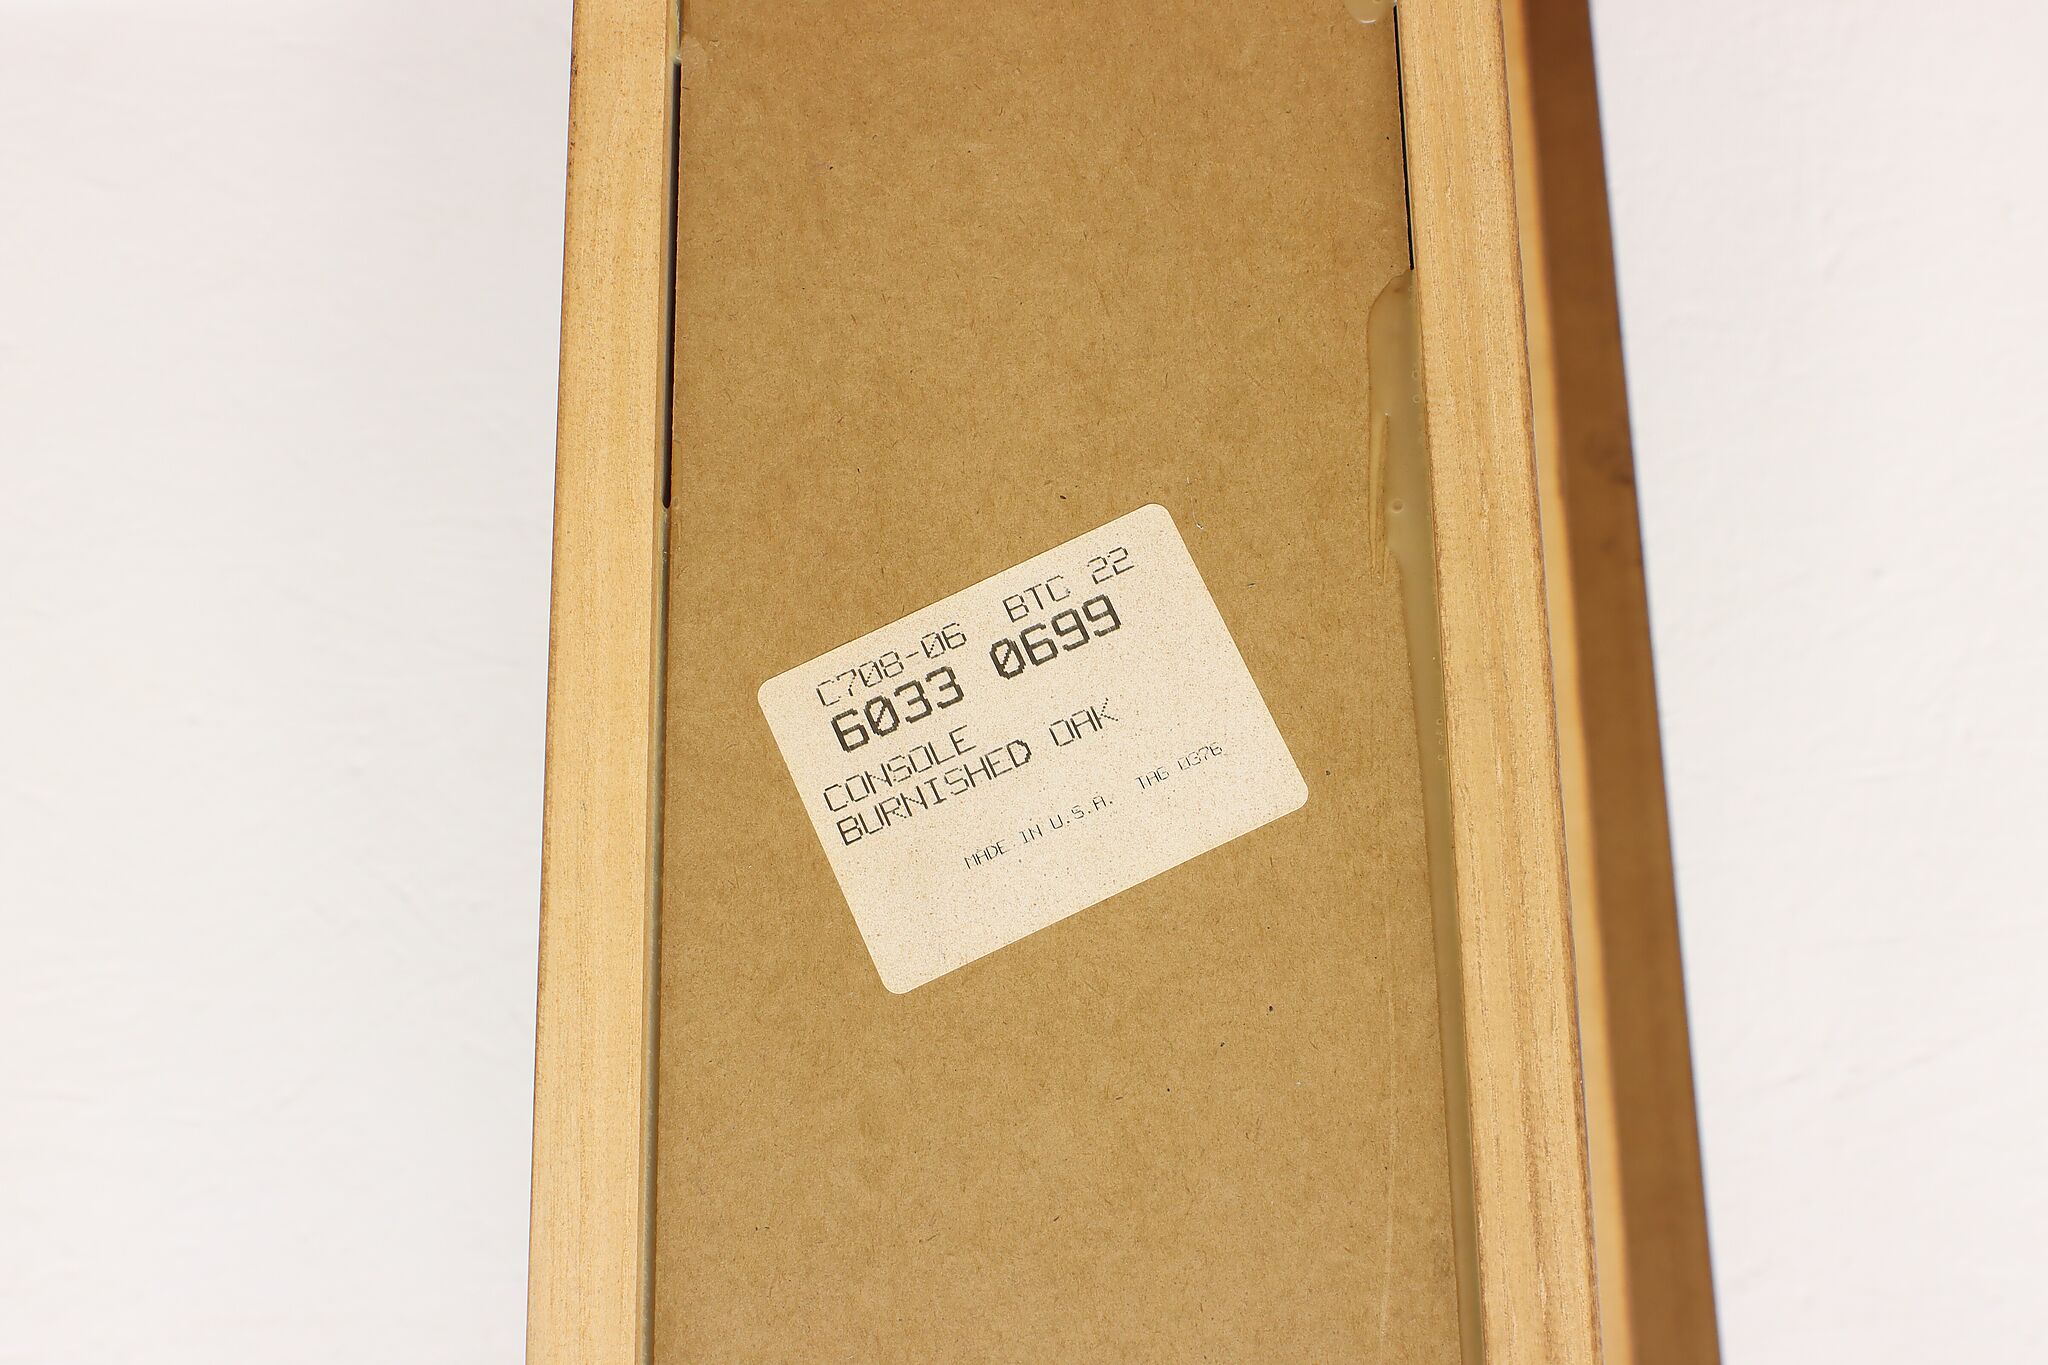 C708-06 BTC 22
6033 0699
CONSOLE
BURNISHED OAK
MADE IN U.S.A. TAG 0376